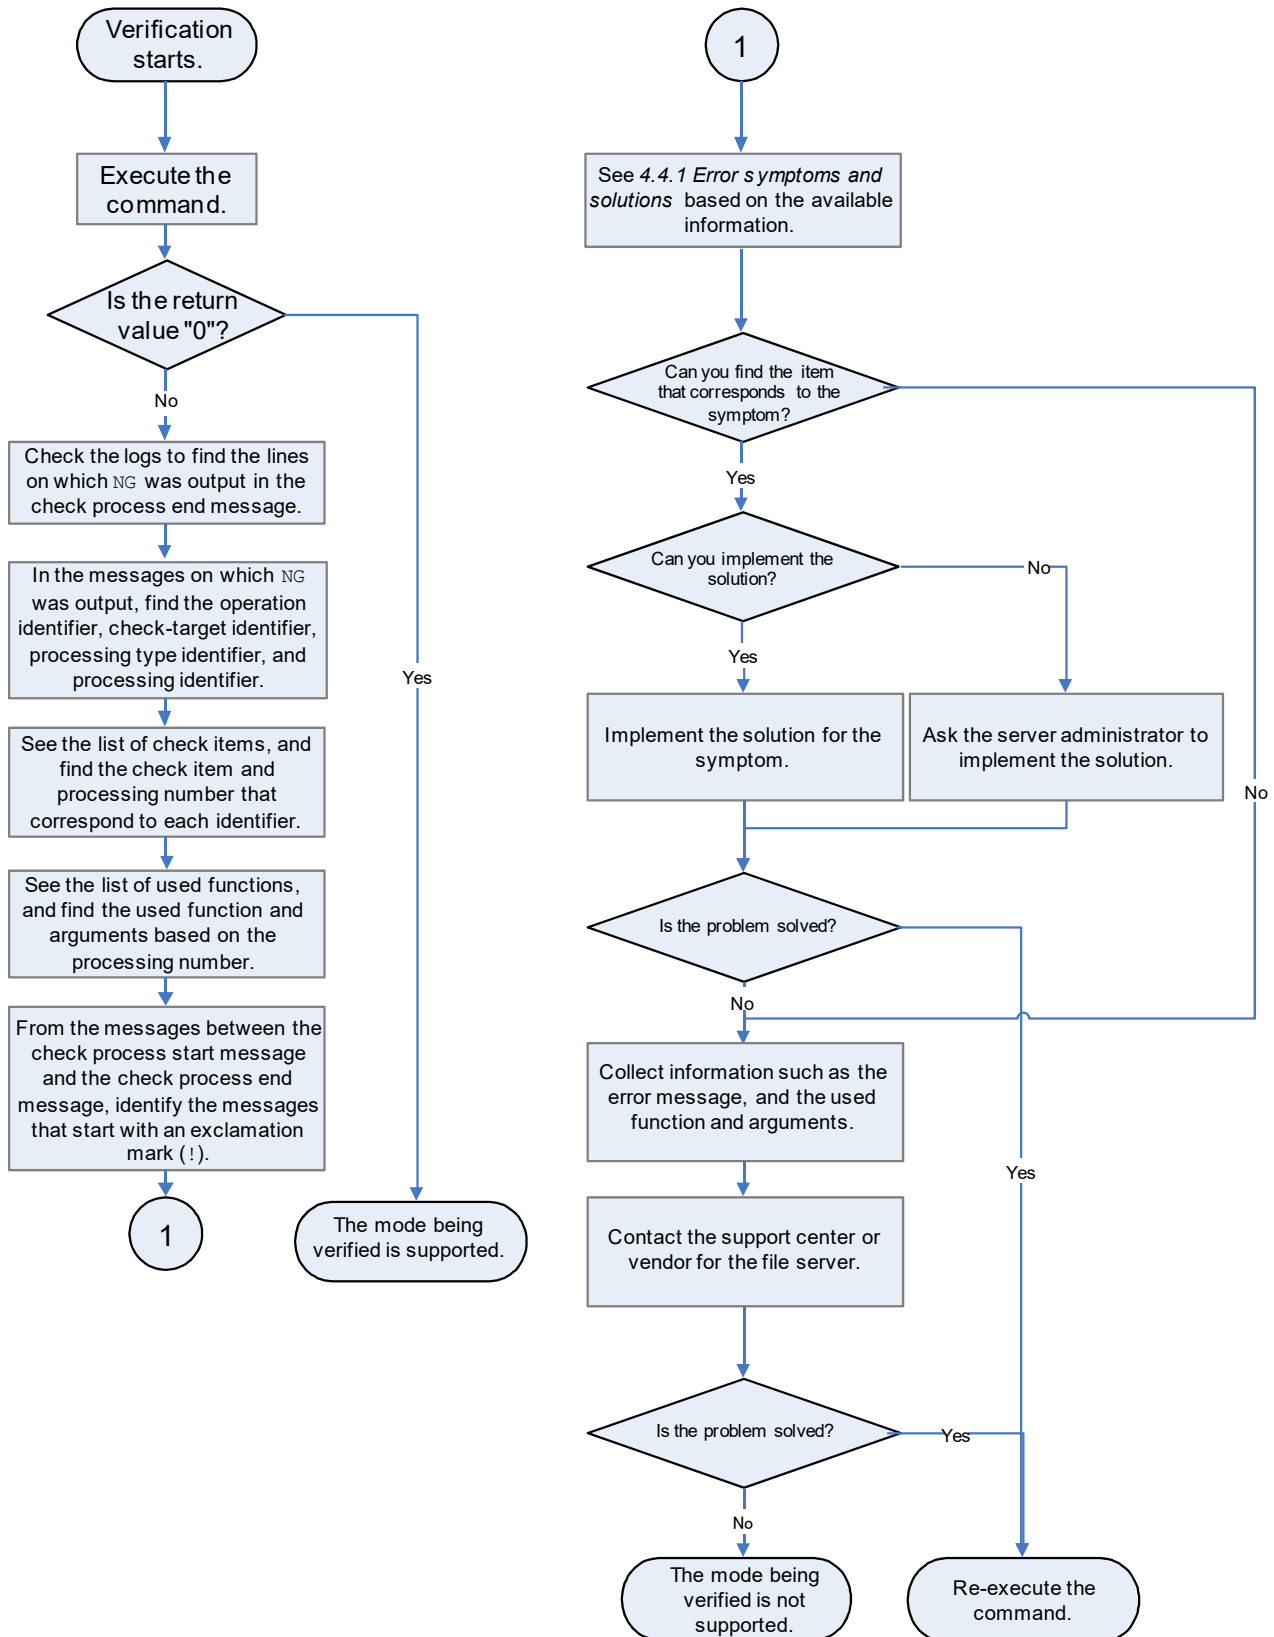 Verification
starts.
Execute the
command.
Is the return
value "0"?
No
Yes
Check the logs to find the lines
on which NG was output in the
check process end message.
In the messages on which NG
was output, find the operation
identifier, check-target identifier,
processing type identifier, and
processing identifier.
See the list of check items, and
find the check item and
processing number that
correspond to each identifier.
See the list of used functions,
and find the used function and
arguments based on the
processing number.
From the messages between the
check process start message
and the check process end
message, identify the messages
that start with an exclamation
mark (!).
1
The mode being
verified is supported.
1
See 4.4.1 Error symptoms and
solutions based on the available
information.
Can you find the item
that corresponds to the
symptom?
Yes
No
Can you implement the
solution?
No
Yes
Implement the solution for the
symptom.
Ask the server administrator to
implement the solution.
Is the problem solved?
No
Yes
Collect information such as the
error message, and the used
function and arguments.
Contact the support center or
vendor for the file server.
Is the problem solved?
Yes
No
The mode being
verified is not
supported.
Re-execute the
command.